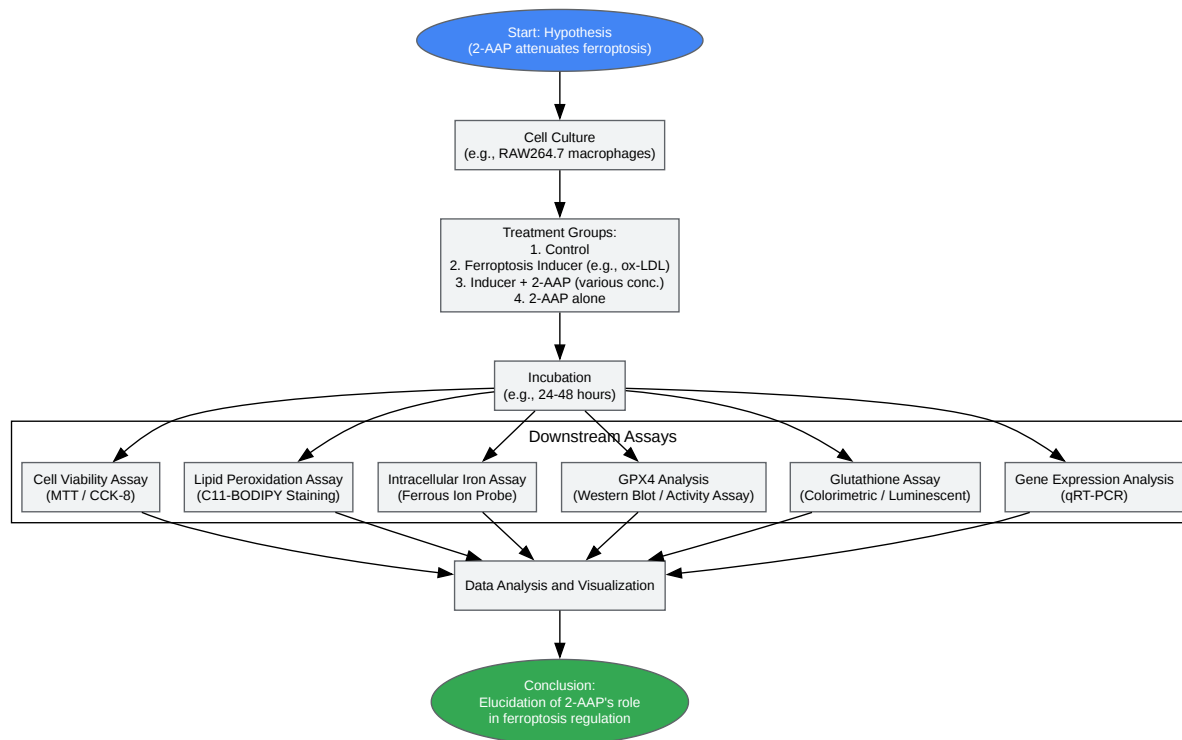 Start: Hypothesis
(2-AAP attenuates ferroptosis)
Cell Culture
(e.g., RAW264.7 macrophages)
Treatment Groups:
1. Control
2. Ferroptosis Inducer (e.g., ox-LDL)
3. Inducer + 2-AAP (various conc.)
4. 2-AAP alone
Incubation
(e.g., 24-48 hours)
Downstream Assays
Cell Viability Assay
(MTT / CCK-8)
Lipid Peroxidation Assay
(C11-BODIPY Staining)
Intracellular Iron Assay
(Ferrous Ion Probe)
GPX4 Analysis
(Western Blot / Activity Assay)
Glutathione Assay
(Colorimetric / Luminescent)
Gene Expression Analysis
(qRT-PCR)
Data Analysis and Visualization
Conclusion:
Elucidation of 2-AAP's role
in ferroptosis regulation